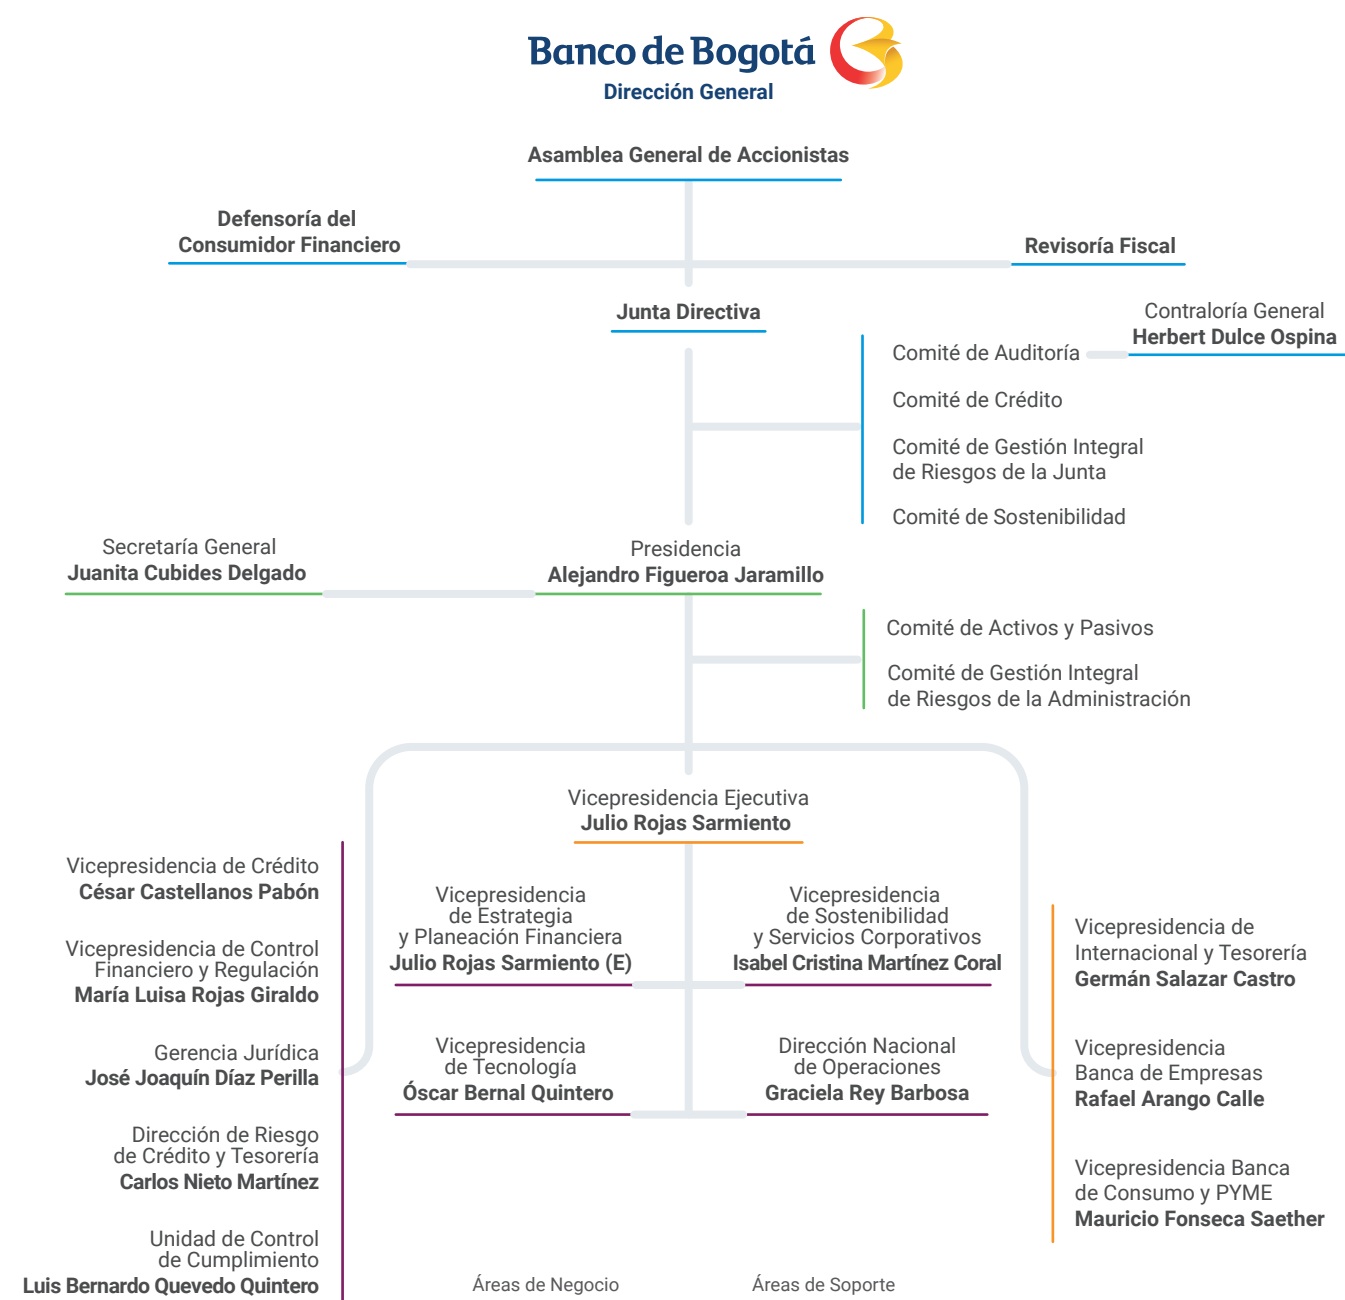 Banco de Bogotá
Dirección General
Asamblea General de Accionistas
Defensoría del
Consumidor Financiero
Revisoría Fiscal
Junta Directiva
Contraloría General
Herbert Dulce Ospina
Comité de Auditoría
Comité de Crédito
Comité de Gestión Integral
de Riesgos de la Junta
Comité de Sostenibilidad
Secretaría General
Juanita Cubides Delgado
Presidencia
Alejandro Figueroa Jaramillo
Comité de Activos y Pasivos
Comité de Gestión Integral
de Riesgos de la Administración
Vicepresidencia Ejecutiva
Julio Rojas Sarmiento
Vicepresidencia de Crédito
César Castellanos Pabón
Vicepresidencia de Control
Financiero y Regulación
María Luisa Rojas Giraldo
Gerencia Jurídica
José Joaquín Díaz Perilla
Dirección de Riesgo
de Crédito y Tesorería
Carlos Nieto Martínez
Unidad de Control
de Cumplimiento
Luis Bernardo Quevedo Quintero
Vicepresidencia
de Estrategia
y Planeación Financiera
Julio Rojas Sarmiento (E)
Vicepresidencia
de Sostenibilidad
y Servicios Corporativos
Isabel Cristina Martínez Coral
Vicepresidencia
de Tecnología
Óscar Bernal Quintero
Dirección Nacional
de Operaciones
Graciela Rey Barbosa
Vicepresidencia de
Internacional y Tesorería
Germán Salazar Castro
Vicepresidencia
Banca de Empresas
Rafael Arango Calle
Vicepresidencia Banca
de Consumo y PYME
Mauricio Fonseca Saether
Áreas de Negocio
Áreas de Soporte